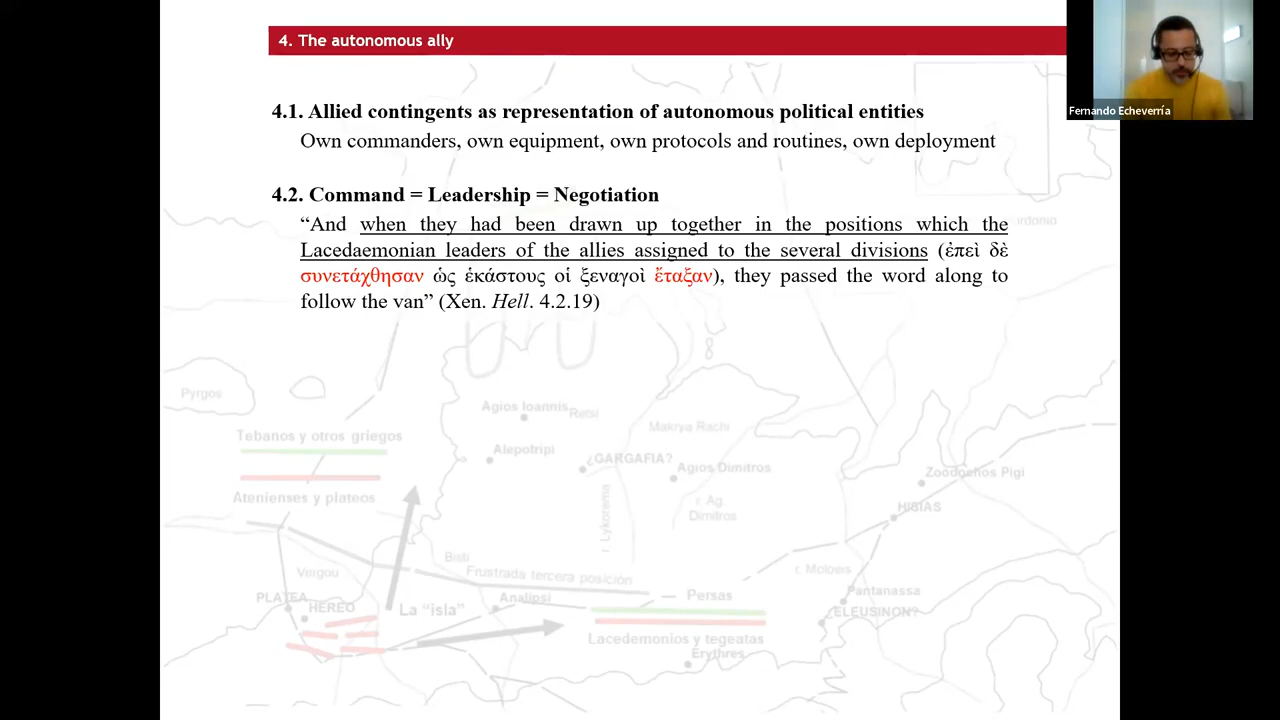 4. The autonomous ally
Fernando Echeverría
4.1. Allied contingents as representation of autonomous political entities
Own commanders, own equipment, own protocols and routines, own deployment
4.2. Command = Leadership = Negotiation
“And when they had been drawn up together in the positions which the
Lacedaemonian leaders of the allies assigned to the several divisions (ἐπεὶ δὲ
συνετάχθησαν ὡς ἑκάστους οἱ ξεναγοὶ ἔταξαν), they passed the word along to
follow the van” (Xen. Hell. 4.2.19)
Pyrgos
Agios Ioannis
Retsi
Makrya Rachi
Tebanos y otros griegos
Alepotripi
¿GARGAFIA?
Agios Dimitros
Zoodochos Pigi
Atenienses y plateos
r. Lykorema
r. Ag.
Dimitros
HISIAS
Bisti
Vergou
Frustrada tercera posición
r. Moloeis
PLATEA
HEREO
La “isla”
Analipsi
Persas
Pantanassa
¿ELEUSINON?
Lacedemonios y tegeatas
Erythres